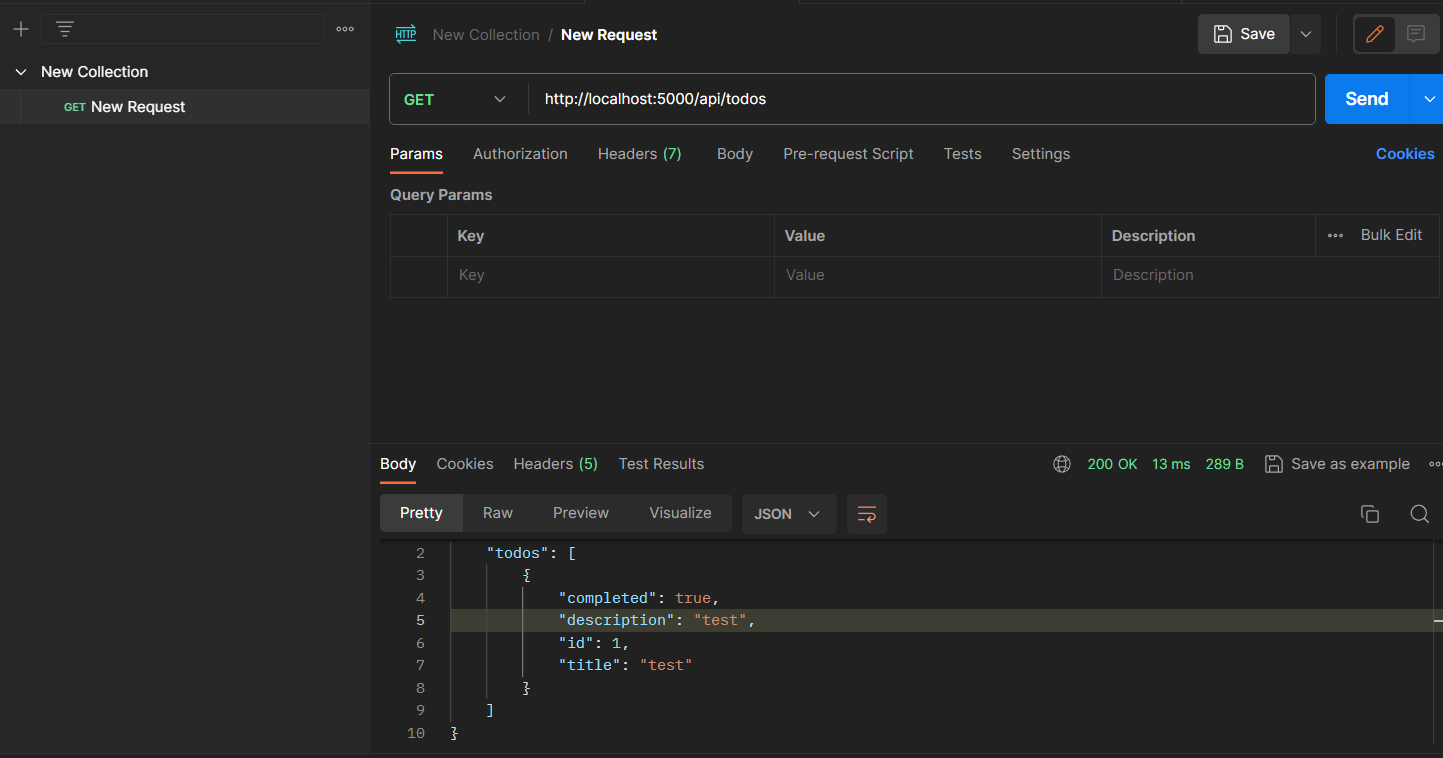 HTTP New Collection / New Request
Save
New Collection
GET New Request
GET http://localhost:5000/api/todos
Send
Params Authorization Headers (7) Body Pre-request Script Tests Settings
Cookies
Query Params
Key Value Description Bulk Edit
Key Value Description
Body Cookies Headers (5) Test Results
200 OK 13 ms 289 B Save as example
Pretty Raw Preview Visualize JSON
2 "todos": [
3 {
4 "completed": true,
5 "description": "test",
6 "id": 1,
7 "title": "test"
8 }
9 ]
10 }